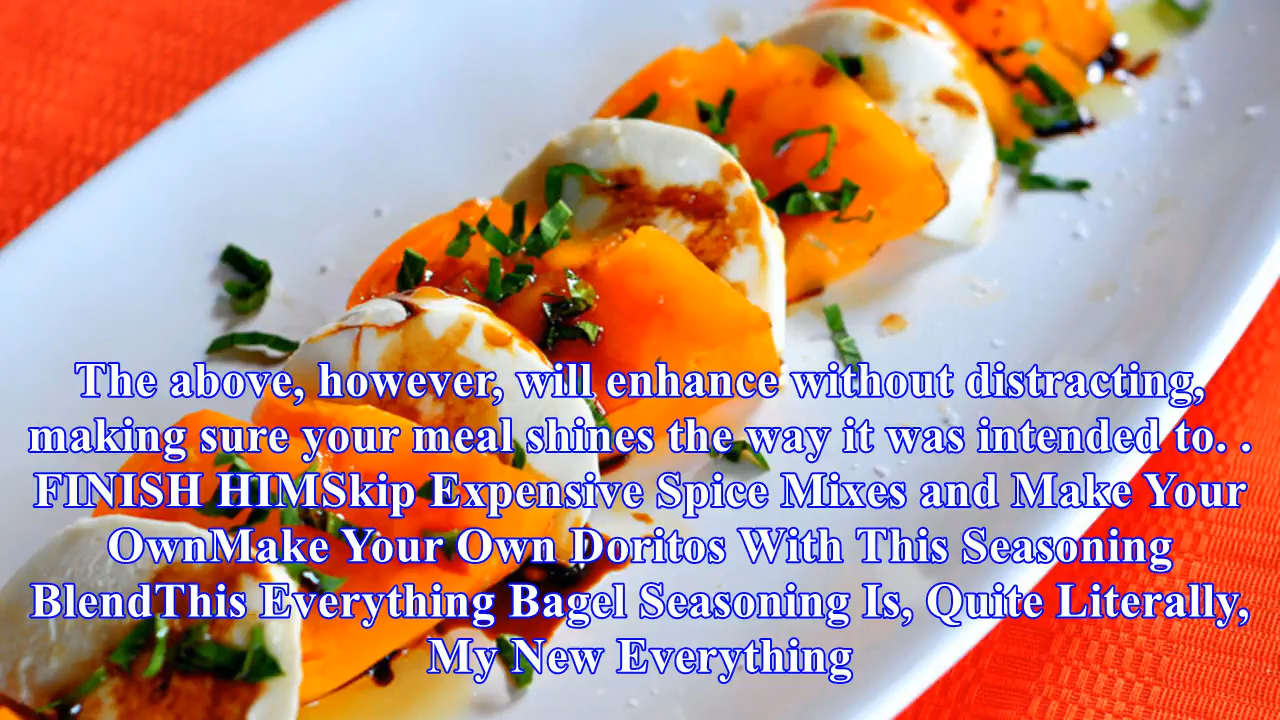 The above, however, will enhance without distracting,
making sure your meal shines the way it was intended to. .
FINISH HIMSkip Expensive Spice Mixes and Make Your
OwnMake Your Own Doritos With This Seasoning
BlendThis Everything Bagel Seasoning Is, Quite Literally,
My New Everything